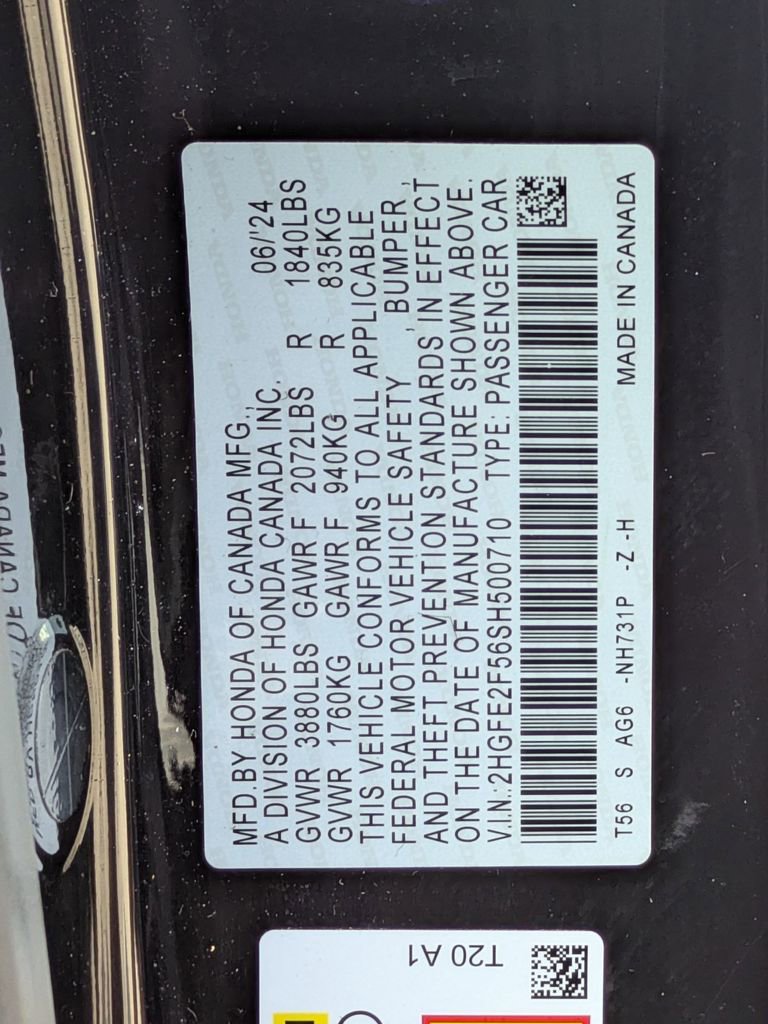 MFD.BY HONDA OF CANADA MFG.,
A DIVISION OF HONDA CANADA INC. 06/'24
GVWR 3880LBS GAWR F 2072LBS R 1840LBS
GVWR 1760KG GAWR F 940KG R 835KG
THIS VEHICLE CONFORMS TO ALL APPLICABLE
FEDERAL MOTOR VEHICLE SAFETY , BUMPER ,
AND THEFT PREVENTION STANDARDS IN EFFECT
ON THE DATE OF MANUFACTURE SHOWN ABOVE.
V.I.N.:2HGFE2F56SH500710 TYPE: PASSENGER CAR
T56 S AG6 -NH731P -Z -H MADE IN CANADA
T20 A1